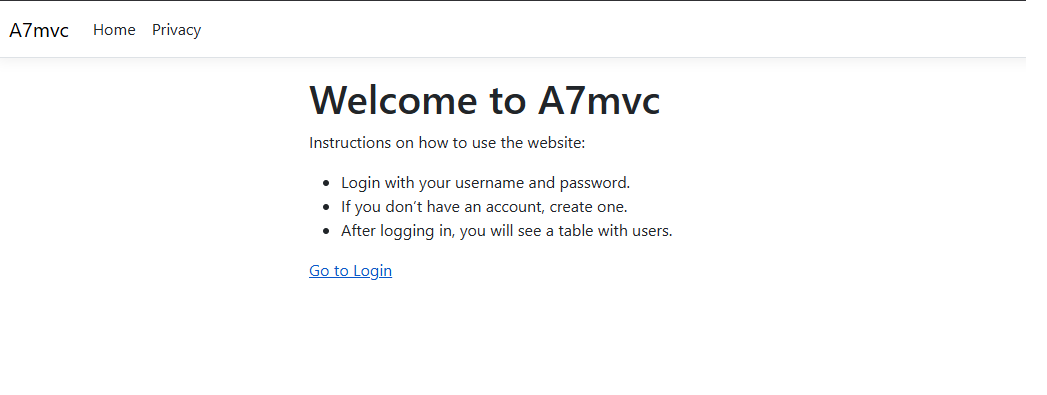 A7mvc Home Privacy
Welcome to A7mvc
Instructions on how to use the website:
• Login with your username and password.
• If you don’t have an account, create one.
• After logging in, you will see a table with users.
Go to Login